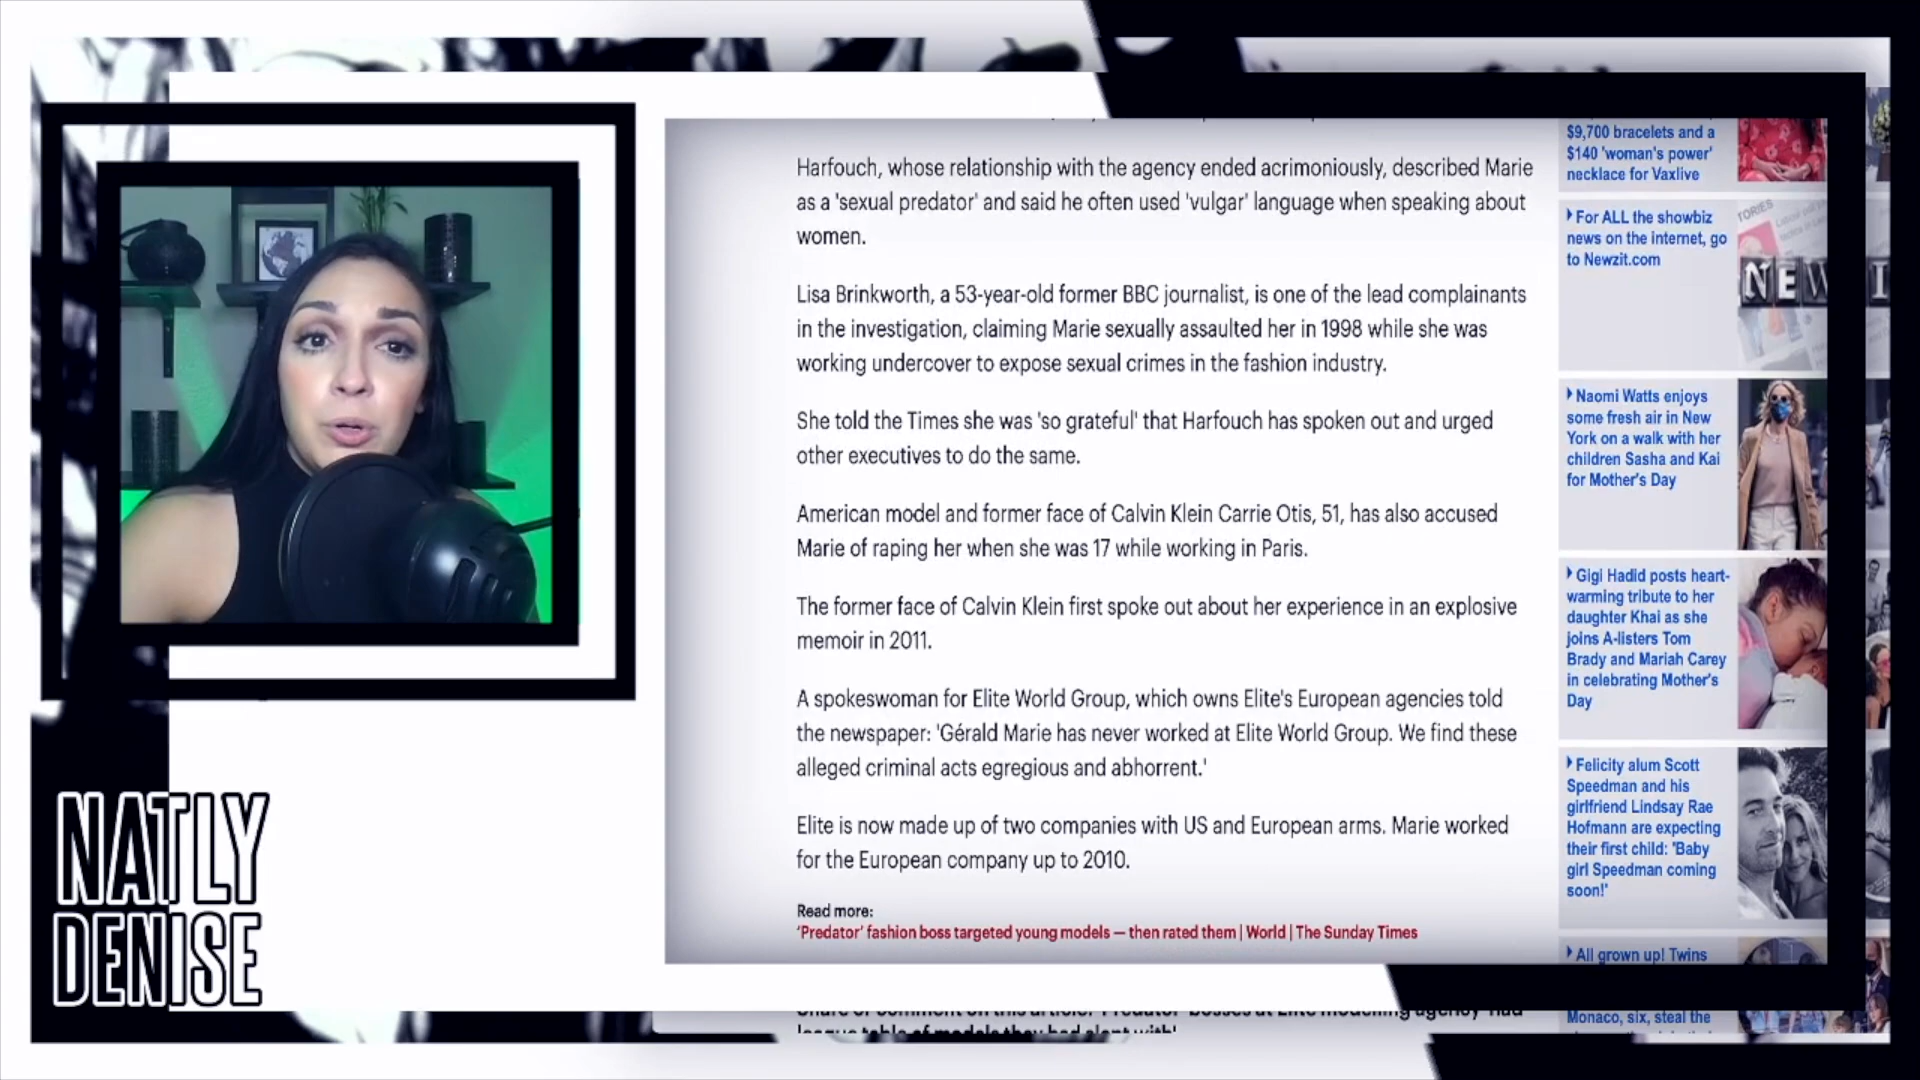 Harfouch, whose relationship with the agency ended acrimoniously, described Marie
as a 'sexual predator' and said he often used 'vulgar' language when speaking about
women.
Lisa Brinkworth, a 53-year-old former BBC journalist, is one of the lead complainants
in the investigation, claiming Marie sexually assaulted her in 1998 while she was
working undercover to expose sexual crimes in the fashion industry.
She told the Times she was 'so grateful' that Harfouch has spoken out and urged
other executives to do the same.
American model and former face of Calvin Klein Carrie Otis, 51, has also accused
Marie of raping her when she was 17 while working in Paris.
The former face of Calvin Klein first spoke out about her experience in an explosive
memoir in 2011.
A spokeswoman for Elite World Group, which owns Elite's European agencies told
the newspaper: 'Gérald Marie has never worked at Elite World Group. We find these
alleged criminal acts egregious and abhorrent.'
Elite is now made up of two companies with US and European arms. Marie worked
for the European company up to 2010.
Read more:
'Predator' fashion boss targeted young models — then rated them | World | The Sunday Times
league table of models they had slept with'
$9,700 bracelets and a
$140 'woman's power'
necklace for Vaxlive
For ALL the showbiz
news on the internet, go
to Newzit.com
TORIES
NEW
Naomi Watts enjoys
some fresh air in New
York on a walk with her
children Sasha and Kai
for Mother's Day
Gigi Hadid posts heart-
warming tribute to her
daughter Khai as she
joins A-listers Tom
Brady and Mariah Carey
in celebrating Mother's
Day
Felicity alum Scott
Speedman and his
girlfriend Lindsay Rae
Hofmann are expecting
their first child: 'Baby
girl Speedman coming
soon!'
All grown up! Twins
Monaco, six, steal the
NATLY
DENISE